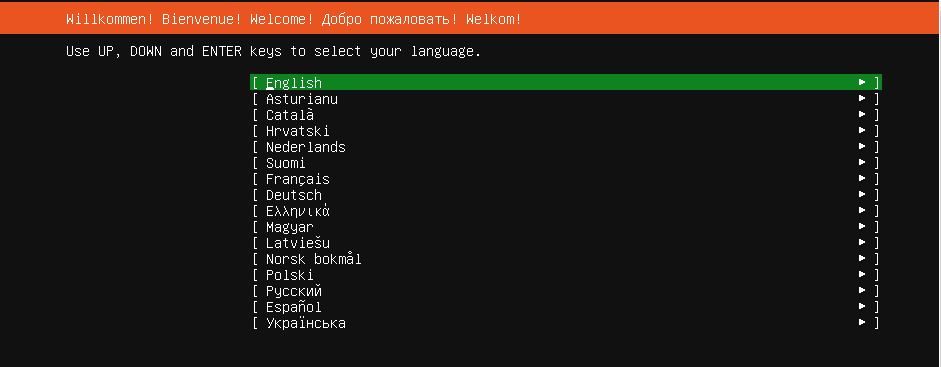 Willkommen! Bienvenue! Welcome! Добро пожаловать! Welkom!
Use UP, DOWN and ENTER keys to select your language.
[ English ▸ ]
[ Asturianu ▸ ]
[ Català ▸ ]
[ Hrvatski ▸ ]
[ Nederlands ▸ ]
[ Suomi ▸ ]
[ Français ▸ ]
[ Deutsch ▸ ]
[ Ελληνικά ▸ ]
[ Magyar ▸ ]
[ Latviešu ▸ ]
[ Norsk bokmål ▸ ]
[ Polski ▸ ]
[ Русский ▸ ]
[ Español ▸ ]
[ Українська ▸ ]